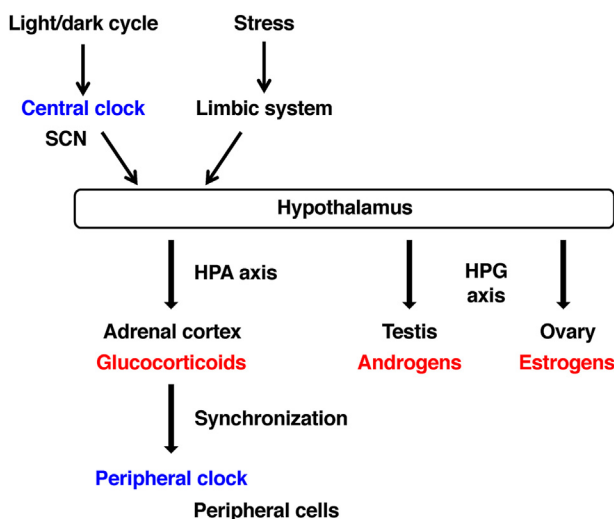 Light/dark cycle
Stress
Central clock
SCN
Limbic system
Hypothalamus
HPA axis
HPG
axis
Adrenal cortex
Glucocorticoids
Testis
Androgens
Ovary
Estrogens
Synchronization
Peripheral clock
Peripheral cells